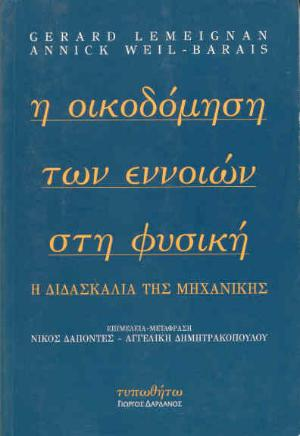 GERARD LEMEIGNAN
ANNICK WEIL-BARAIS
η οικοδόμηση
των εννοιών
στη φυσική
Η ΔΙΔΑΣΚΑΛΙΑ ΤΗΣ ΜΗΧΑΝΙΚΗΣ
ΕΠΙΜΕΛΕΙΑ-ΜΕΤΑΦΡΑΣΗ
ΝΙΚΟΣ ΔΑΠΟΝΤΕΣ - ΑΓΓΕΛΙΚΗ ΔΗΜΗΤΡΑΚΟΠΟΥΛΟΥ
τυπωθήτω
ΓΙΩΡΓΟΣ ΔΑΡΔΑΝΟΣ